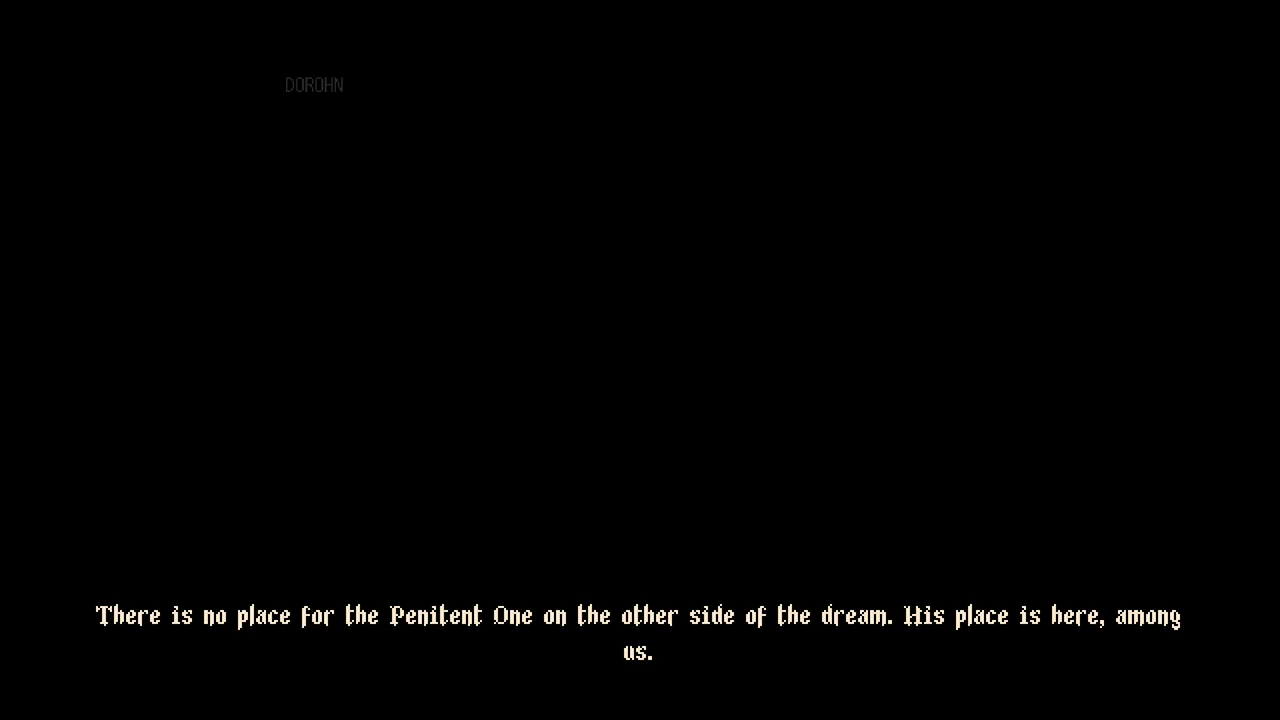 DOROHN
There is no place for the Penitent One on the other side of the dream. His place is here, among
us.